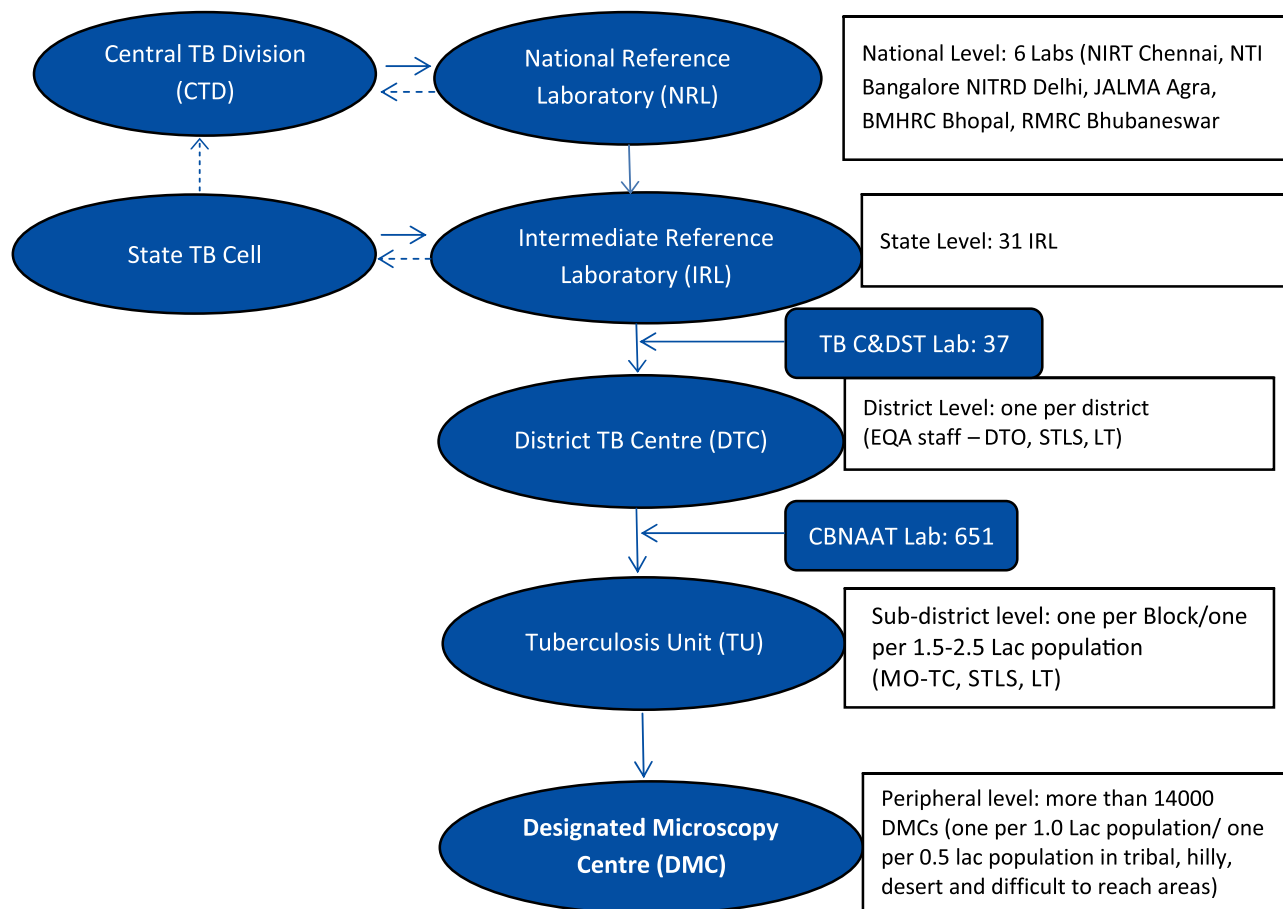 Central TB Division
(CTD)
National Reference
Laboratory (NRL)
National Level: 6 Labs (NIRT Chennai, NTI
Bangalore NITRD Delhi, JALMA Agra,
BMHRC Bhopal, RMRC Bhubaneswar
State TB Cell
Intermediate Reference
Laboratory (IRL)
State Level: 31 IRL
TB C&DST Lab: 37
District TB Centre (DTC)
District Level: one per district
(EQA staff – DTO, STLS, LT)
CBNAAT Lab: 651
Tuberculosis Unit (TU)
Sub-district level: one per Block/one
per 1.5-2.5 Lac population
(MO-TC, STLS, LT)
Designated Microscopy
Centre (DMC)
Peripheral level: more than 14000
DMCs (one per 1.0 Lac population/ one
per 0.5 lac population in tribal, hilly,
desert and difficult to reach areas)